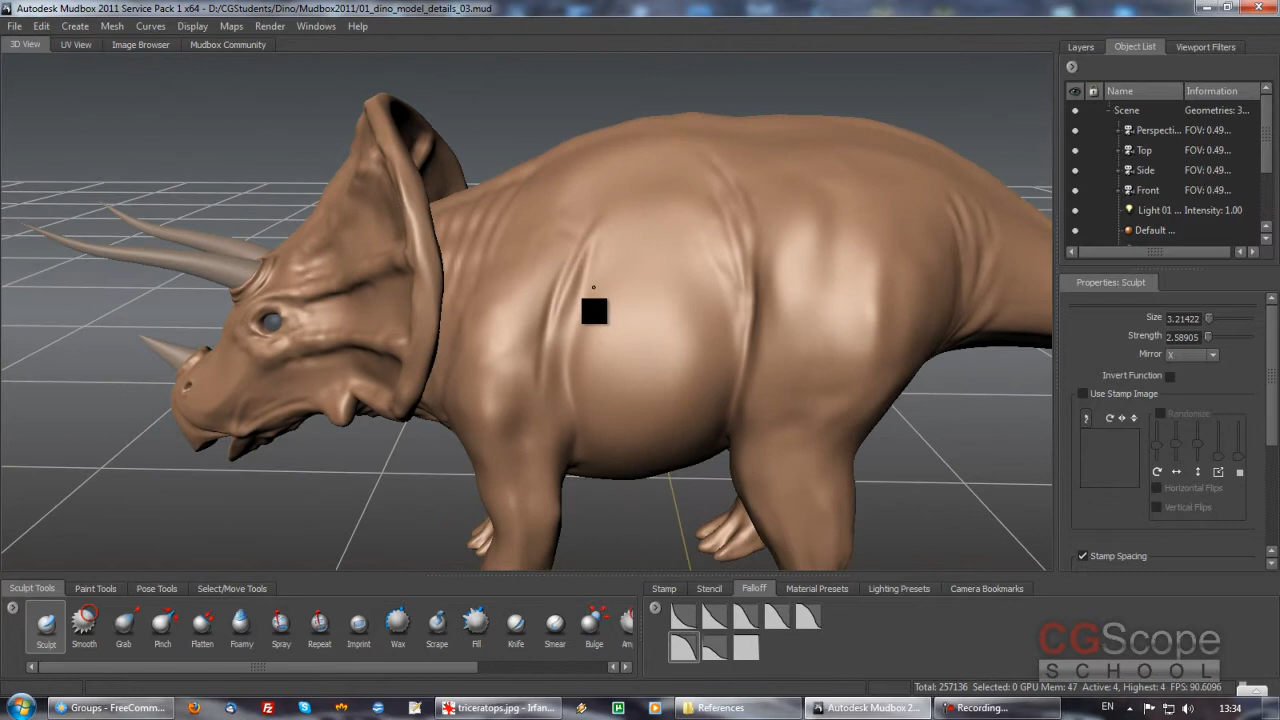 Autodesk Mudbox 2011 Service Pack 1 x64 - D:/CGStudents/Dino/Mudbox2011/01_dino_model_details_03.mud
File Edit Create Mesh Curves Display Maps Render Windows Help
3D View UV View Image Browser Mudbox Community
Layers Object List Viewport Filters
Name Information
Scene Geometries: 3...
Perspecti... FOV: 0.49...
Top FOV: 0.49...
Side FOV: 0.49...
Front FOV: 0.49...
Light 01 ... Intensity: 1.00
Default ...
Properties: Sculpt
Size 3.21422
Strength 2.58905
Mirror X
Invert Function
Use Stamp Image
Randomize
Horizontal Flips
Vertical Flips
Stamp Spacing
Sculpt Tools Paint Tools Pose Tools Select/Move Tools
Stamp Stencil Falloff Material Presets Lighting Presets Camera Bookmarks
Sculpt Smooth Grab Pinch Flatten Foamy Spray Repeat Imprint Wax Scrape Fill Knife Smear Bulge
CGScope
SCHOOL
Total: 257136 Selected: 0 GPU Mem: 47 Active: 4, Highest: 4 FPS: 90.6096
Groups - FreeComm... triceratops.jpg - Irfan... References Autodesk Mudbox 2... Recording... EN 13:34